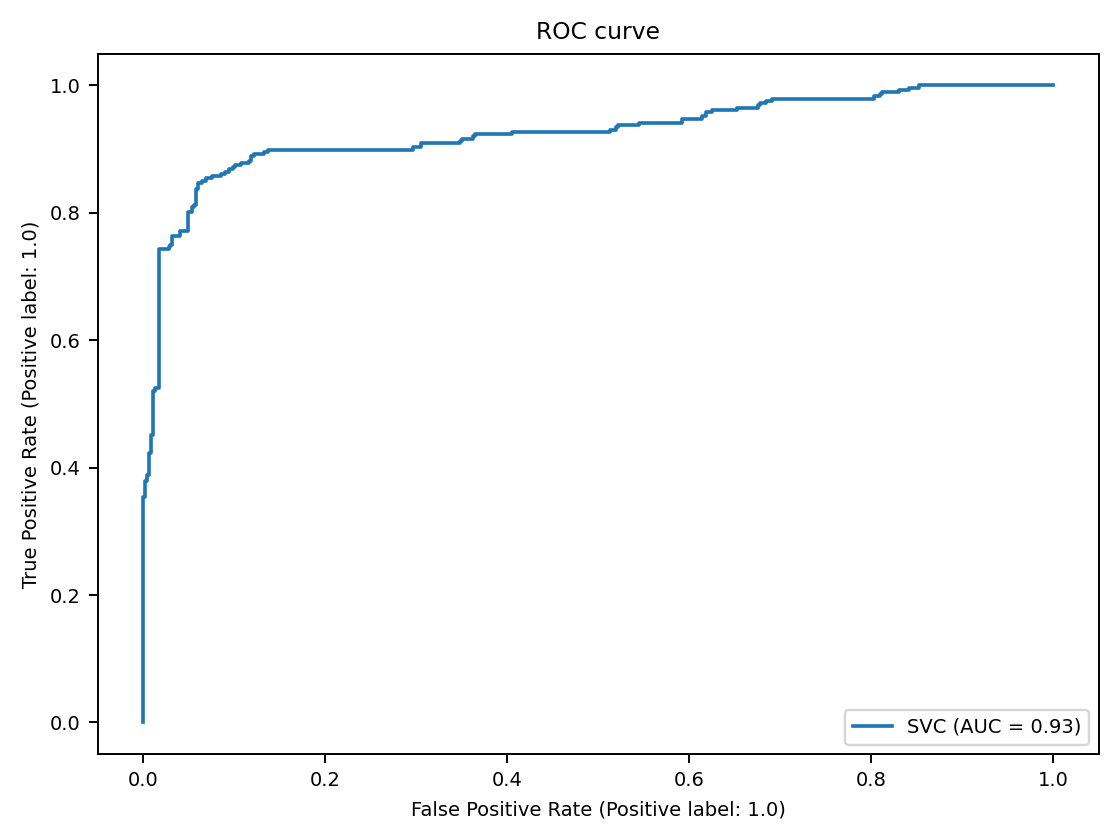 ROC curve
True Positive Rate (Positive label: 1.0)
1.0
0.8
0.6
0.4
0.2
0.0
SVC (AUC = 0.93)
0.0 0.2 0.4 0.6 0.8 1.0
False Positive Rate (Positive label: 1.0)